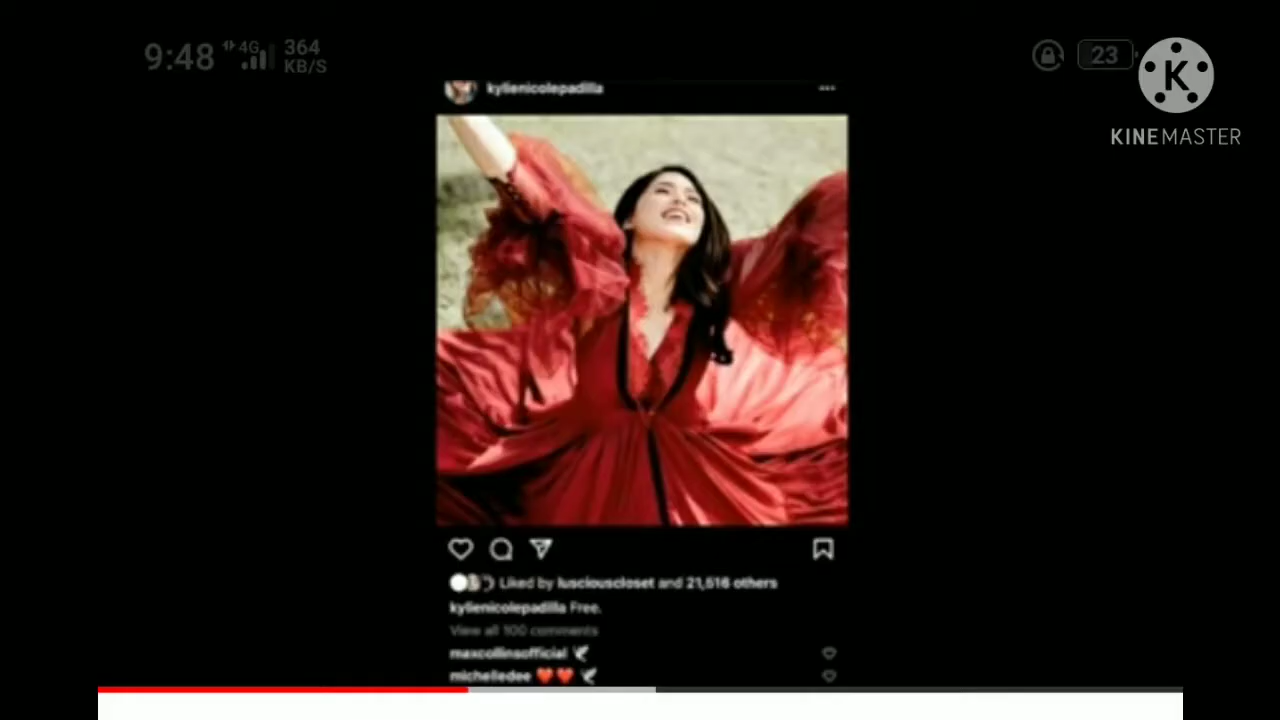 9:48 4G 364 KB/S 23
K
KINEMASTER
kylienicolepadilla
Liked by lusciouscloset and 21,516 others
kylienicolepadilla Free.
View all 100 comments
maxcollinsofficial
michelledee